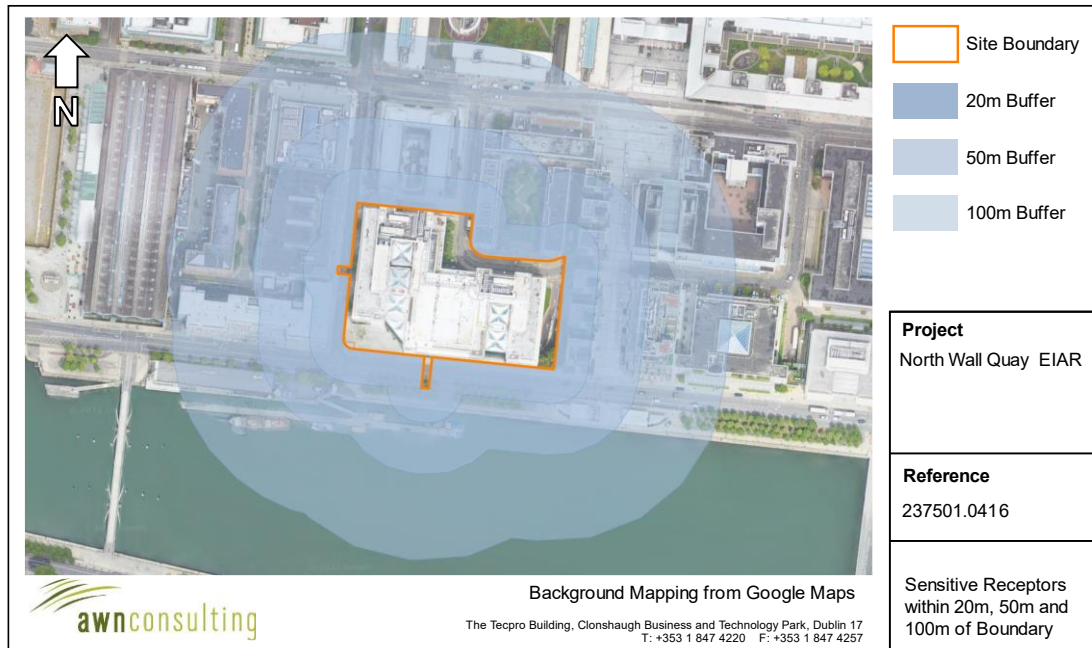 N
Site Boundary
20m Buffer
50m Buffer
100m Buffer
Project
North Wall Quay EIAR
Reference
237501.0416
Sensitive Receptors
within 20m, 50m and
100m of Boundary
awnconsulting
Background Mapping from Google Maps
The Tecpro Building, Clonshaugh Business and Technology Park, Dublin 17
T: +353 1 847 4220 F: +353 1 847 4257